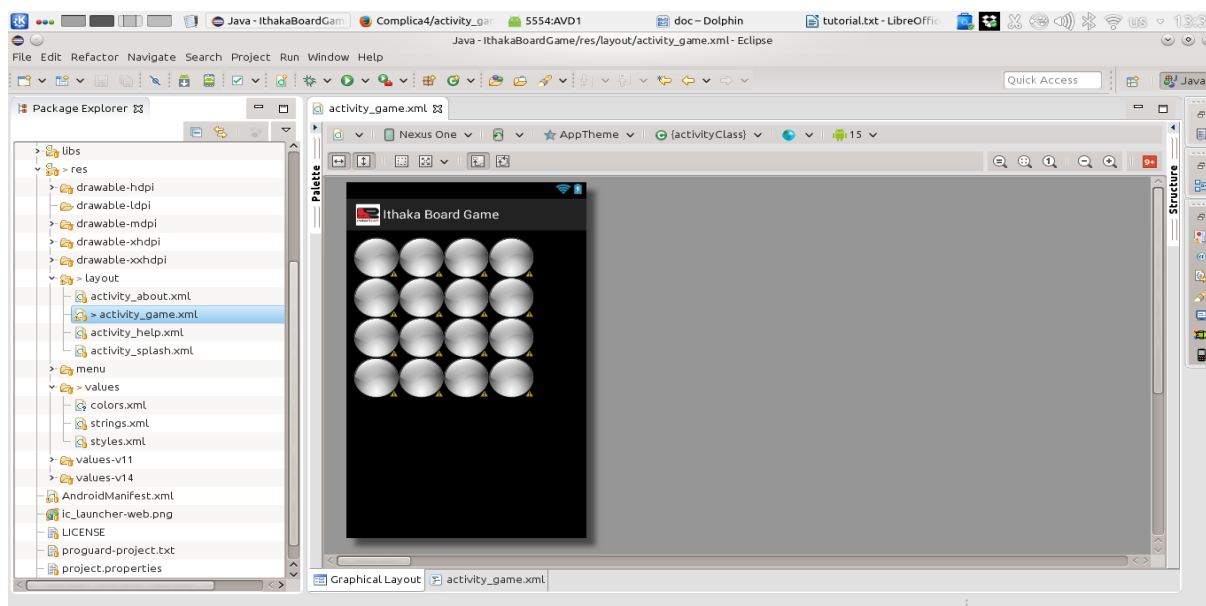 Java - IthakaBoardGam
Complica4/activity_gar
5554:AVD1
doc – Dolphin
tutorial.txt - LibreOffic
US
13:3
Java - IthakaBoardGame/res/layout/activity_game.xml - Eclipse
File Edit Refactor Navigate Search Project Run Window Help
Quick Access
Java
Package Explorer
activity_game.xml
Nexus One
AppTheme
(activityClass)
15
Palette
9+
Structure
libs
> res
drawable-hdpi
drawable-ldpi
drawable-mdpi
drawable-xhdpi
drawable-xxhdpi
> layout
activity_about.xml
> activity_game.xml
activity_help.xml
activity_splash.xml
menu
> values
colors.xml
strings.xml
styles.xml
values-v11
values-v14
AndroidManifest.xml
ic_launcher-web.png
LICENSE
proguard-project.txt
project.properties
Ithaka Board Game
Graphical Layout
activity_game.xml